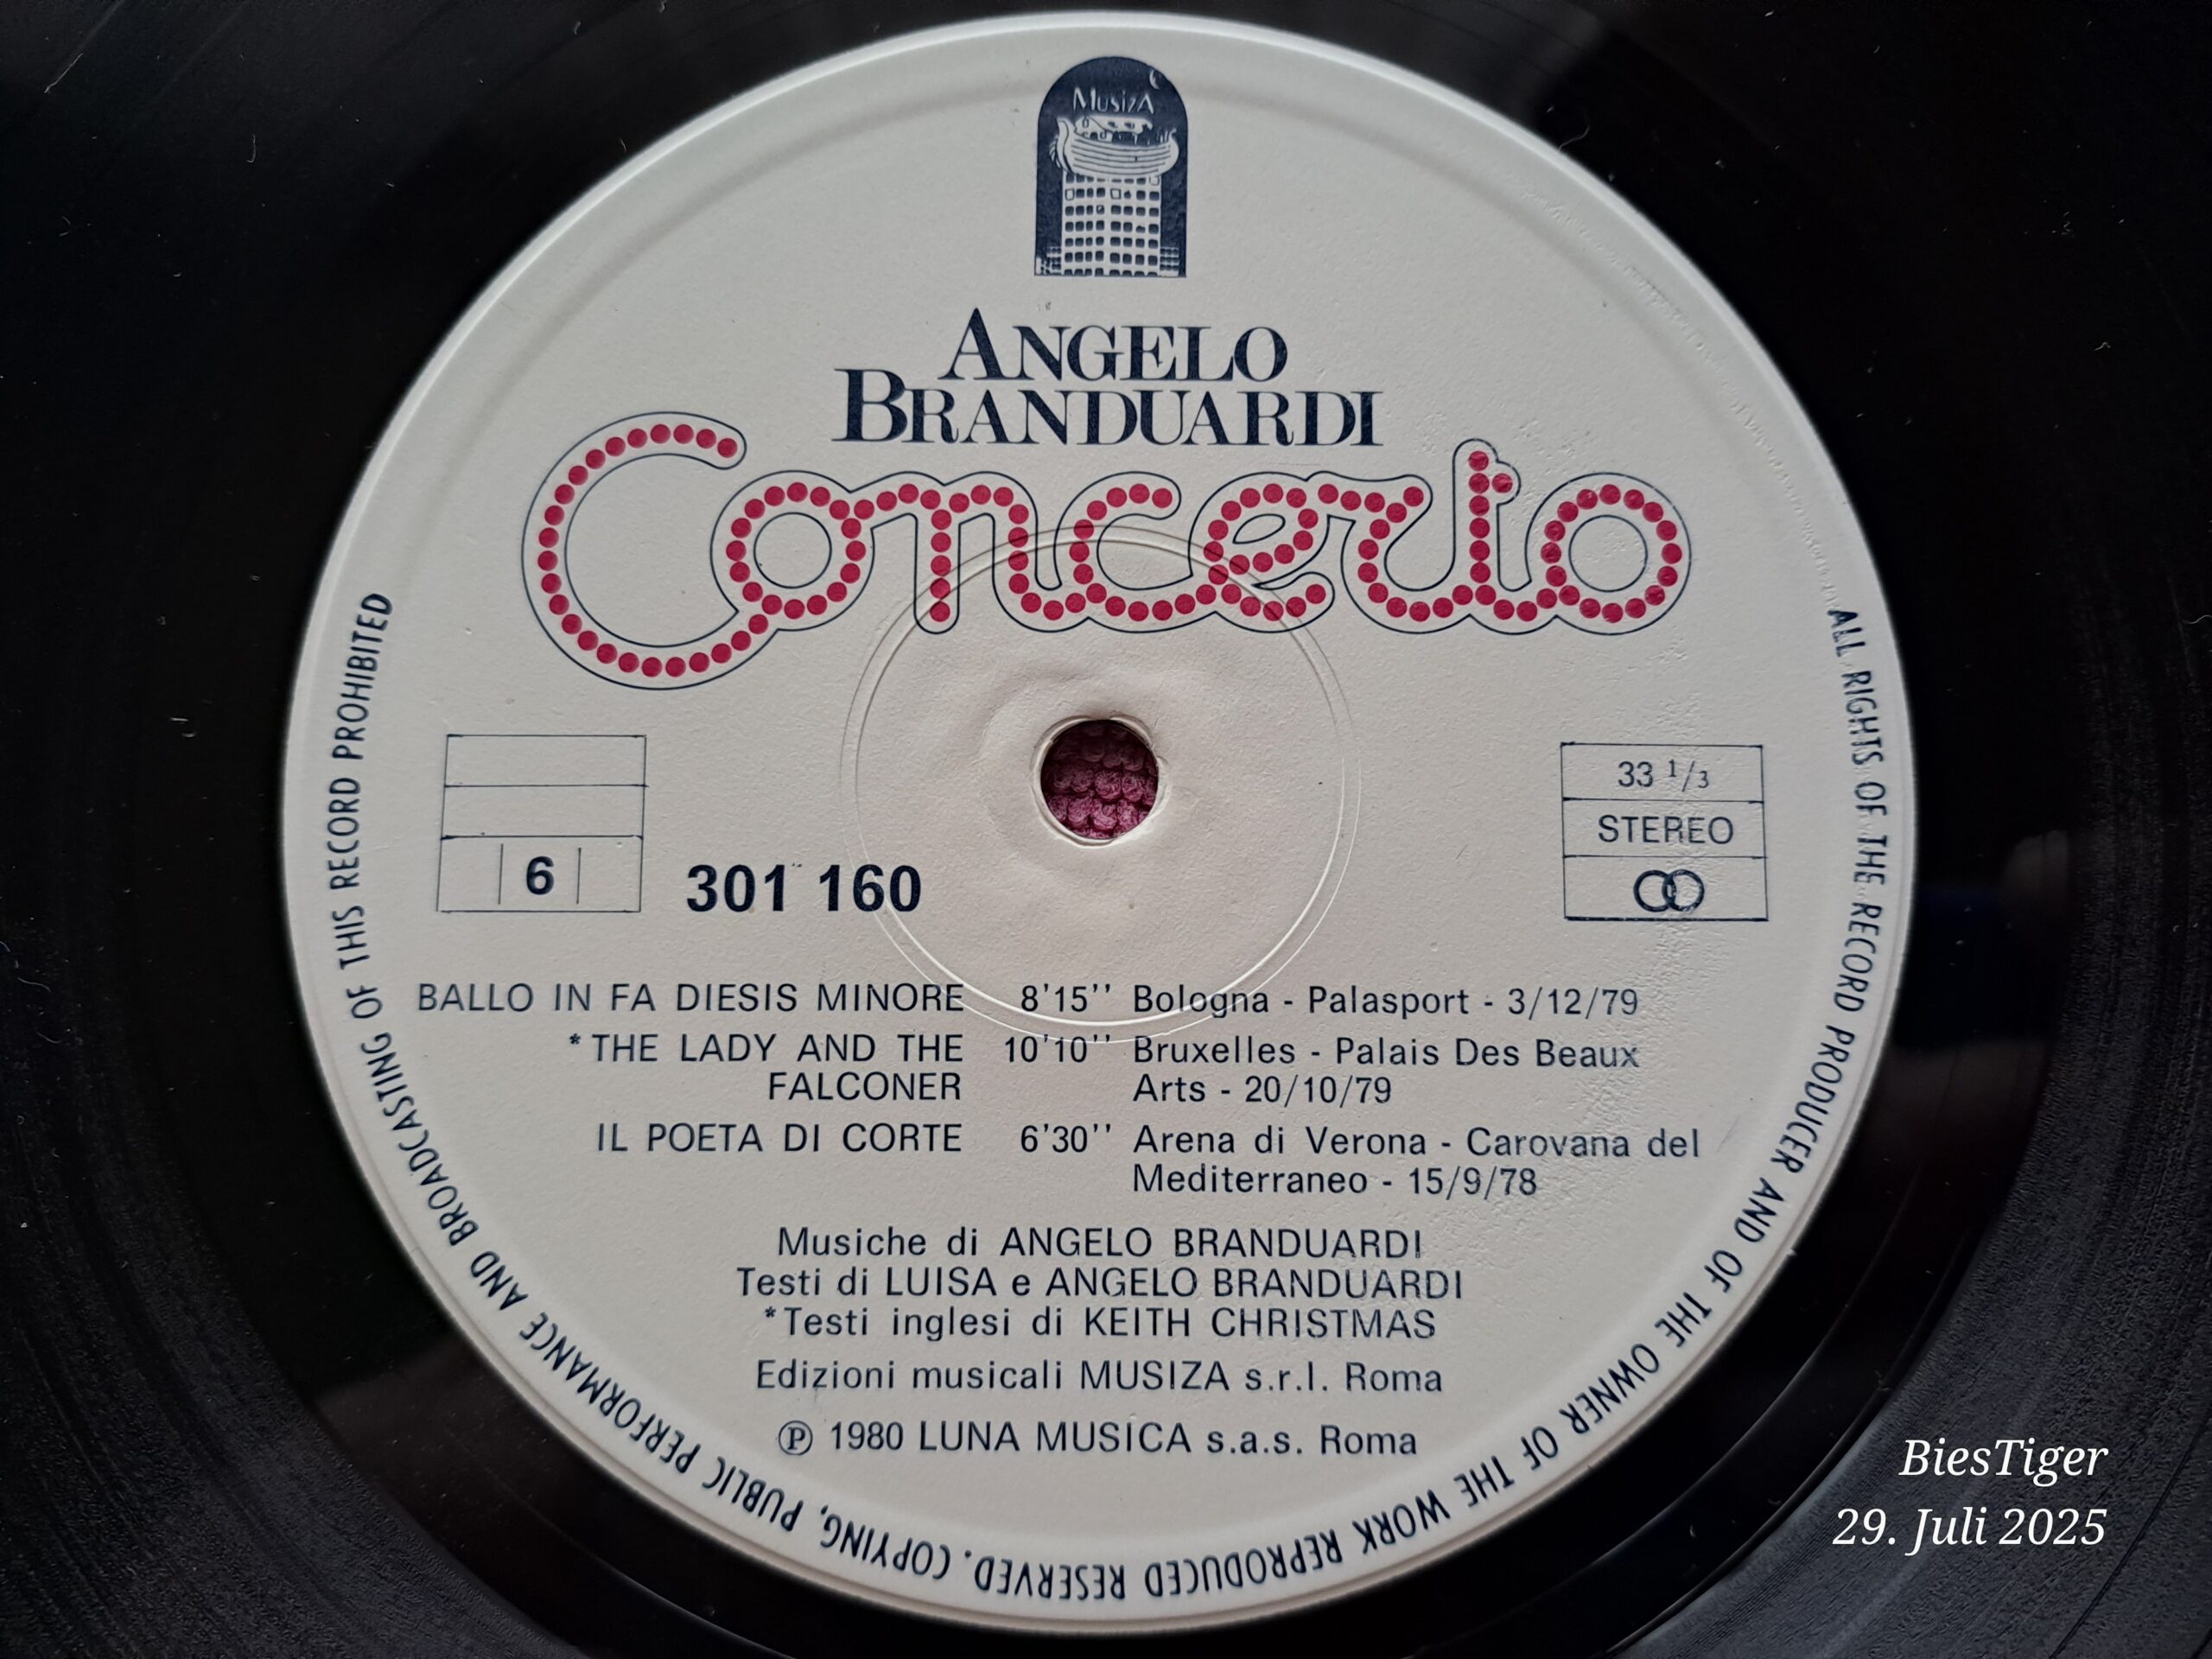 MusizA
ANGELO
BRANDUARDI
Concerto
33 1/3
STEREO
6
301 160
BALLO IN FA DIESIS MINORE 8'15'' Bologna - Palasport - 3/12/79
*THE LADY AND THE 10'10'' Bruxelles - Palais Des Beaux
FALCONER Arts - 20/10/79
IL POETA DI CORTE 6'30'' Arena di Verona - Carovana del
Mediterraneo - 15/9/78
Musiche di ANGELO BRANDUARDI
Testi di LUISA e ANGELO BRANDUARDI
*Testi inglesi di KEITH CHRISTMAS
Edizioni musicali MUSIZA s.r.l. Roma
℗ 1980 LUNA MUSICA s.a.s. Roma
ALL RIGHTS OF THE RECORD PRODUCER AND OF THE OWNER OF THE WORK REPRODUCED RESERVED. COPYING, PUBLIC PERFORMANCE AND BROADCASTING OF THIS RECORD PROHIBITED
BiesTiger
29. Juli 2025